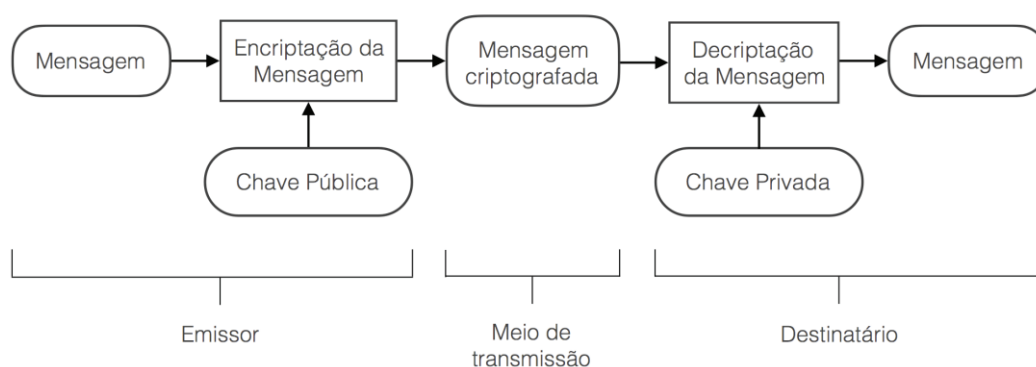 Mensagem
Encriptação da
Mensagem
Mensagem
criptografada
Decriptação
da Mensagem
Mensagem
Chave Pública
Chave Privada
Emissor
Meio de
transmissão
Destinatário